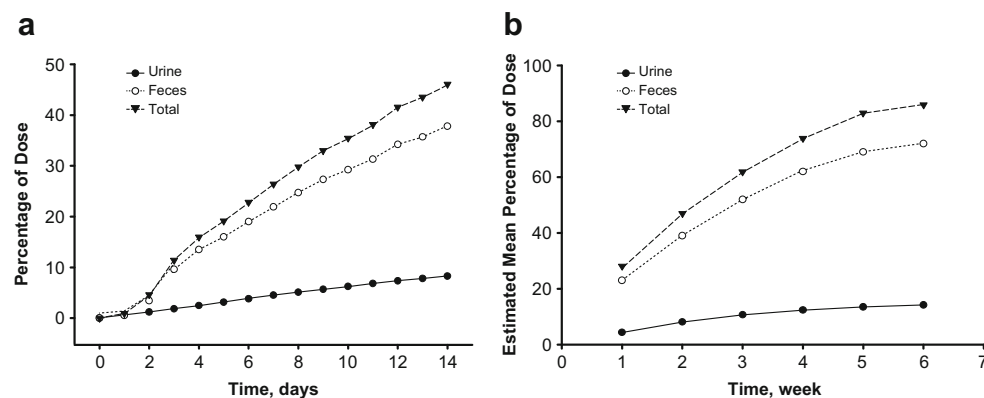 a
Percentage of Dose
50
40
30
20
10
0
Urine
Feces
Total
0 2 4 6 8 10 12 14
Time, days
b
Estimated Mean Percentage of Dose
100
80
60
40
20
0
Urine
Feces
Total
0 1 2 3 4 5 6 7
Time, week